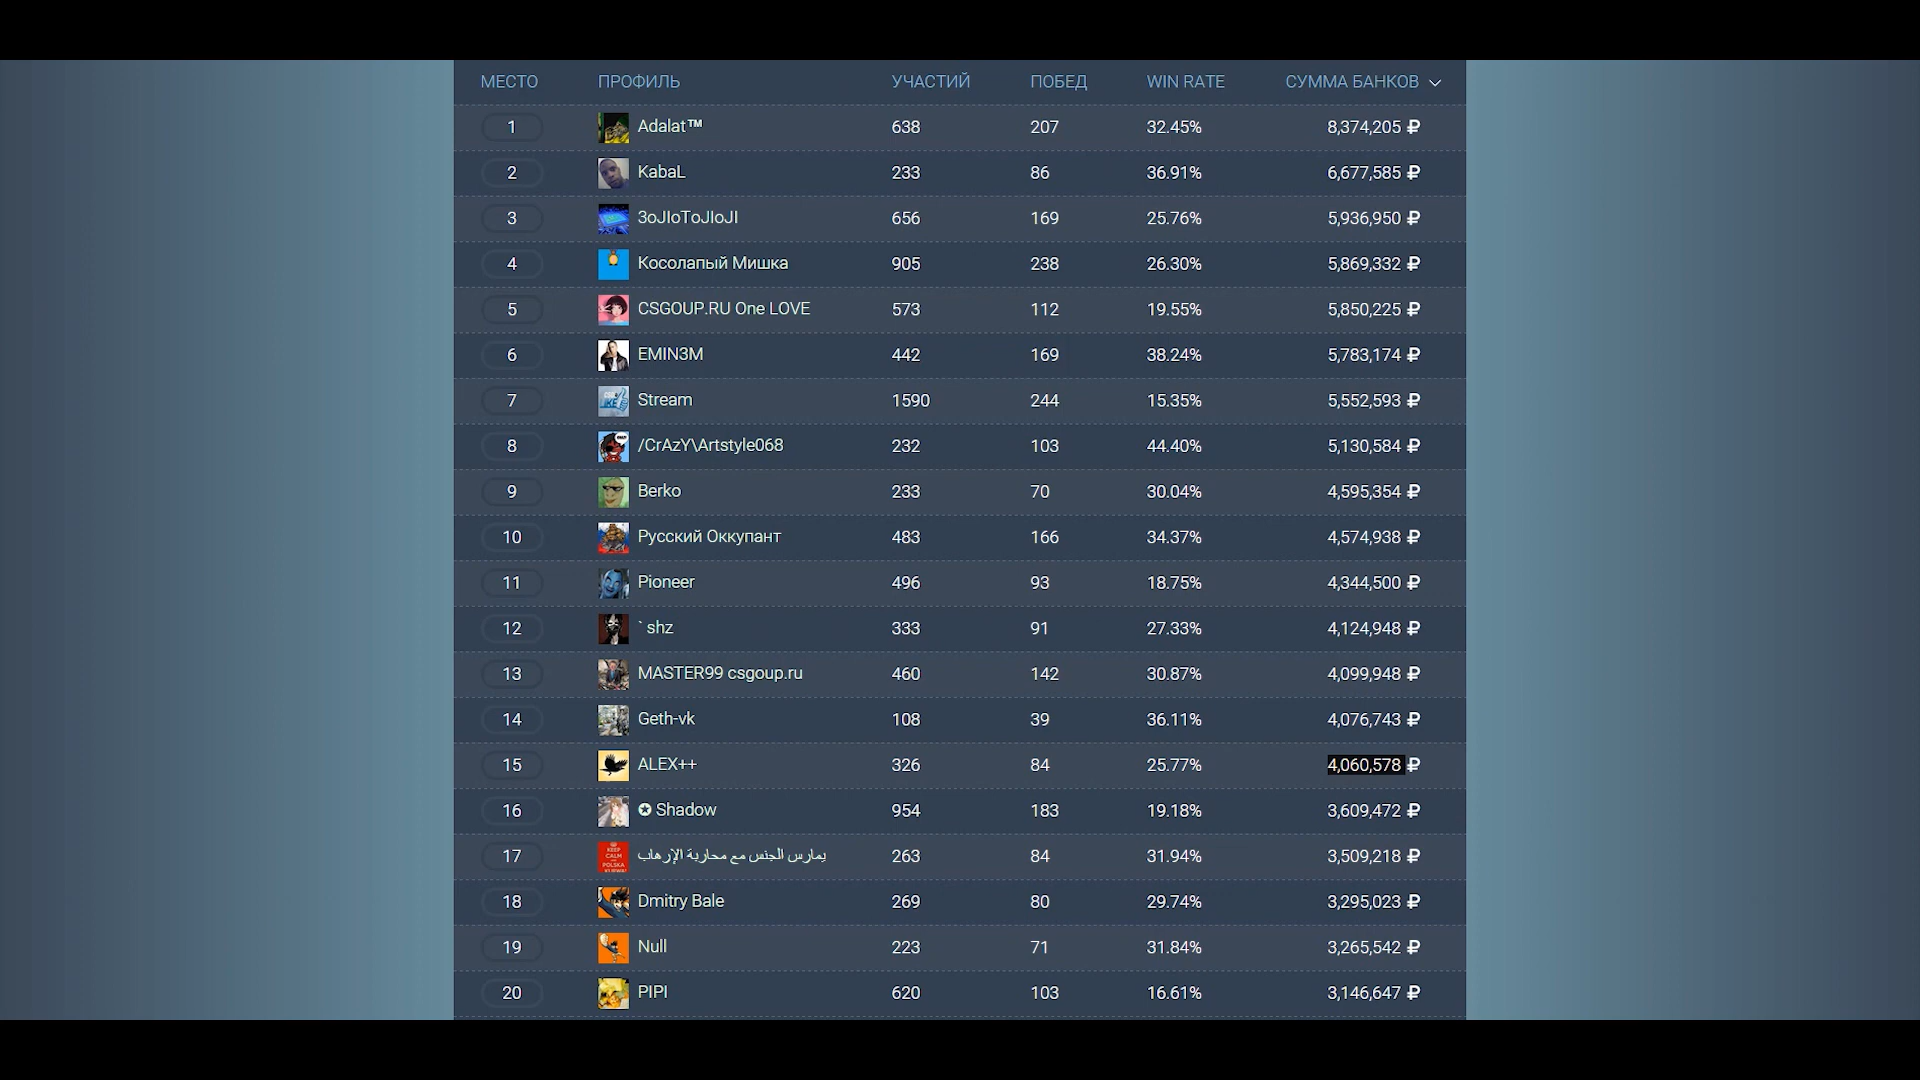 МЕСТО ПРОФИЛЬ УЧАСТИЙ ПОБЕД WIN RATE СУММА БАНКОВ
1 Adalat™ 638 207 32.45% 8,374,205 ₽
2 KabaL 233 86 36.91% 6,677,585 ₽
3 3oJIoToJIoJI 656 169 25.76% 5,936,950 ₽
4 Косолапый Мишка 905 238 26.30% 5,869,332 ₽
5 CSGOUP.RU One LOVE 573 112 19.55% 5,850,225 ₽
6 EMIN3M 442 169 38.24% 5,783,174 ₽
7 Stream 1590 244 15.35% 5,552,593 ₽
8 /CrAzY\Artstyle068 232 103 44.40% 5,130,584 ₽
9 Berko 233 70 30.04% 4,595,354 ₽
10 Русский Оккупант 483 166 34.37% 4,574,938 ₽
11 Pioneer 496 93 18.75% 4,344,500 ₽
12 ` shz 333 91 27.33% 4,124,948 ₽
13 MASTER99 csgoup.ru 460 142 30.87% 4,099,948 ₽
14 Geth-vk 108 39 36.11% 4,076,743 ₽
15 ALEX++ 326 84 25.77% 4,060,578 ₽
16 ✪ Shadow 954 183 19.18% 3,609,472 ₽
17 يمارس الجنس مع محاربة الإرهاب 263 84 31.94% 3,509,218 ₽
18 Dmitry Bale 269 80 29.74% 3,295,023 ₽
19 Null 223 71 31.84% 3,265,542 ₽
20 PIPI 620 103 16.61% 3,146,647 ₽
KEEP
CALM
POLSKA